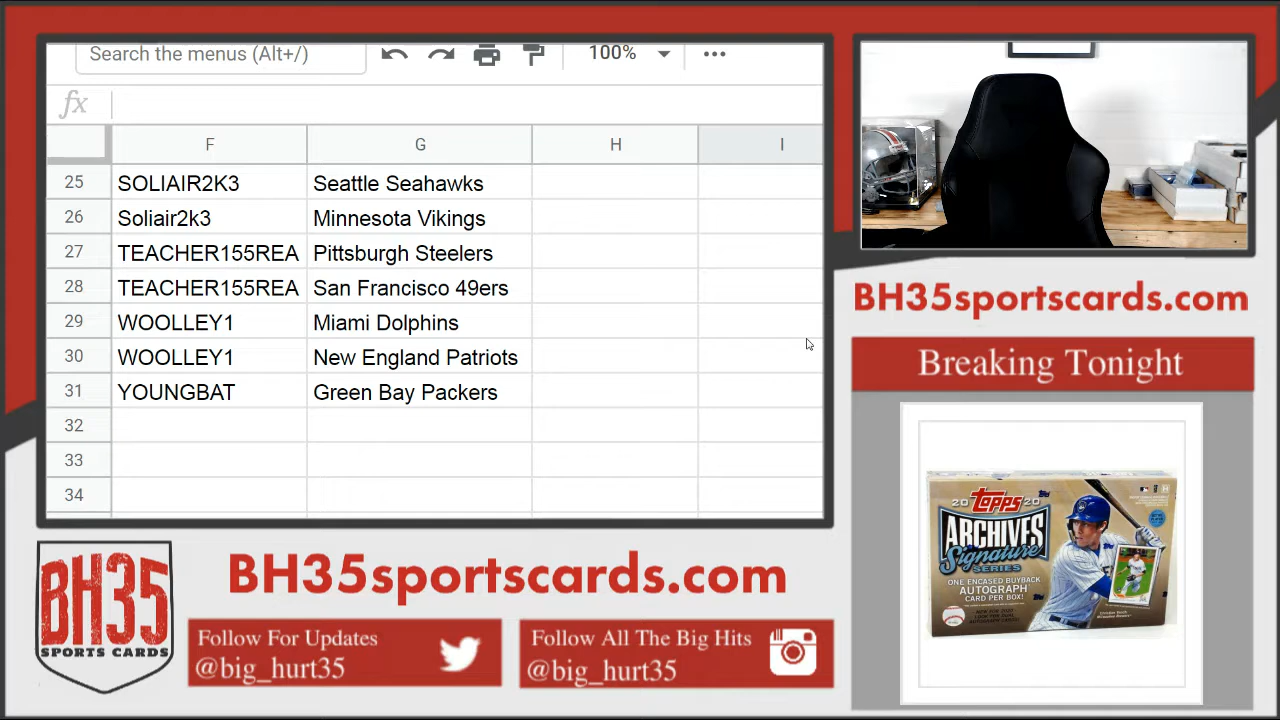 Search the menus (Alt+/)
100%
fx
F G H I
25 SOLIAIR2K3 Seattle Seahawks
26 Soliair2k3 Minnesota Vikings
27 TEACHER155REA Pittsburgh Steelers
28 TEACHER155REA San Francisco 49ers
29 WOOLLEY1 Miami Dolphins
30 WOOLLEY1 New England Patriots
31 YOUNGBAT Green Bay Packers
32
33
34
BH35sportscards.com
Breaking Tonight
2020
topps
ARCHIVES
Signature
SERIES
ONE ENCASED BUYBACK
AUTOGRAPH
CARD PER BOX!
BH35
SPORTS CARDS
BH35sportscards.com
Follow For Updates
@big_hurt35
Follow All The Big Hits
@big_hurt35